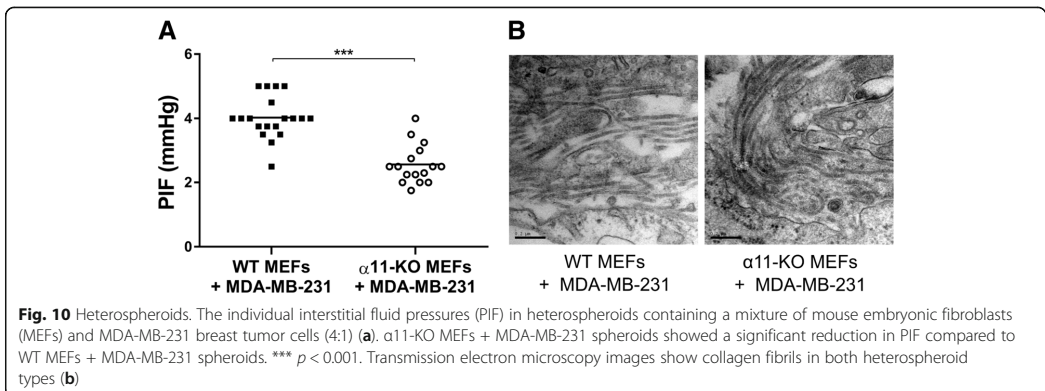 A
B
***
6
4
2
0
PIF (mmHg)
WT MEFs
+ MDA-MB-231
α11-KO MEFs
+ MDA-MB-231
WT MEFs
+ MDA-MB-231
α11-KO MEFs
+ MDA-MB-231
Fig. 10 Heterospheroids. The individual interstitial fluid pressures (PIF) in heterospheroids containing a mixture of mouse embryonic fibroblasts
(MEFs) and MDA-MB-231 breast tumor cells (4:1) (a). α11-KO MEFs + MDA-MB-231 spheroids showed a significant reduction in PIF compared to
WT MEFs + MDA-MB-231 spheroids. *** p < 0.001. Transmission electron microscopy images show collagen fibrils in both heterospheroid
types (b)